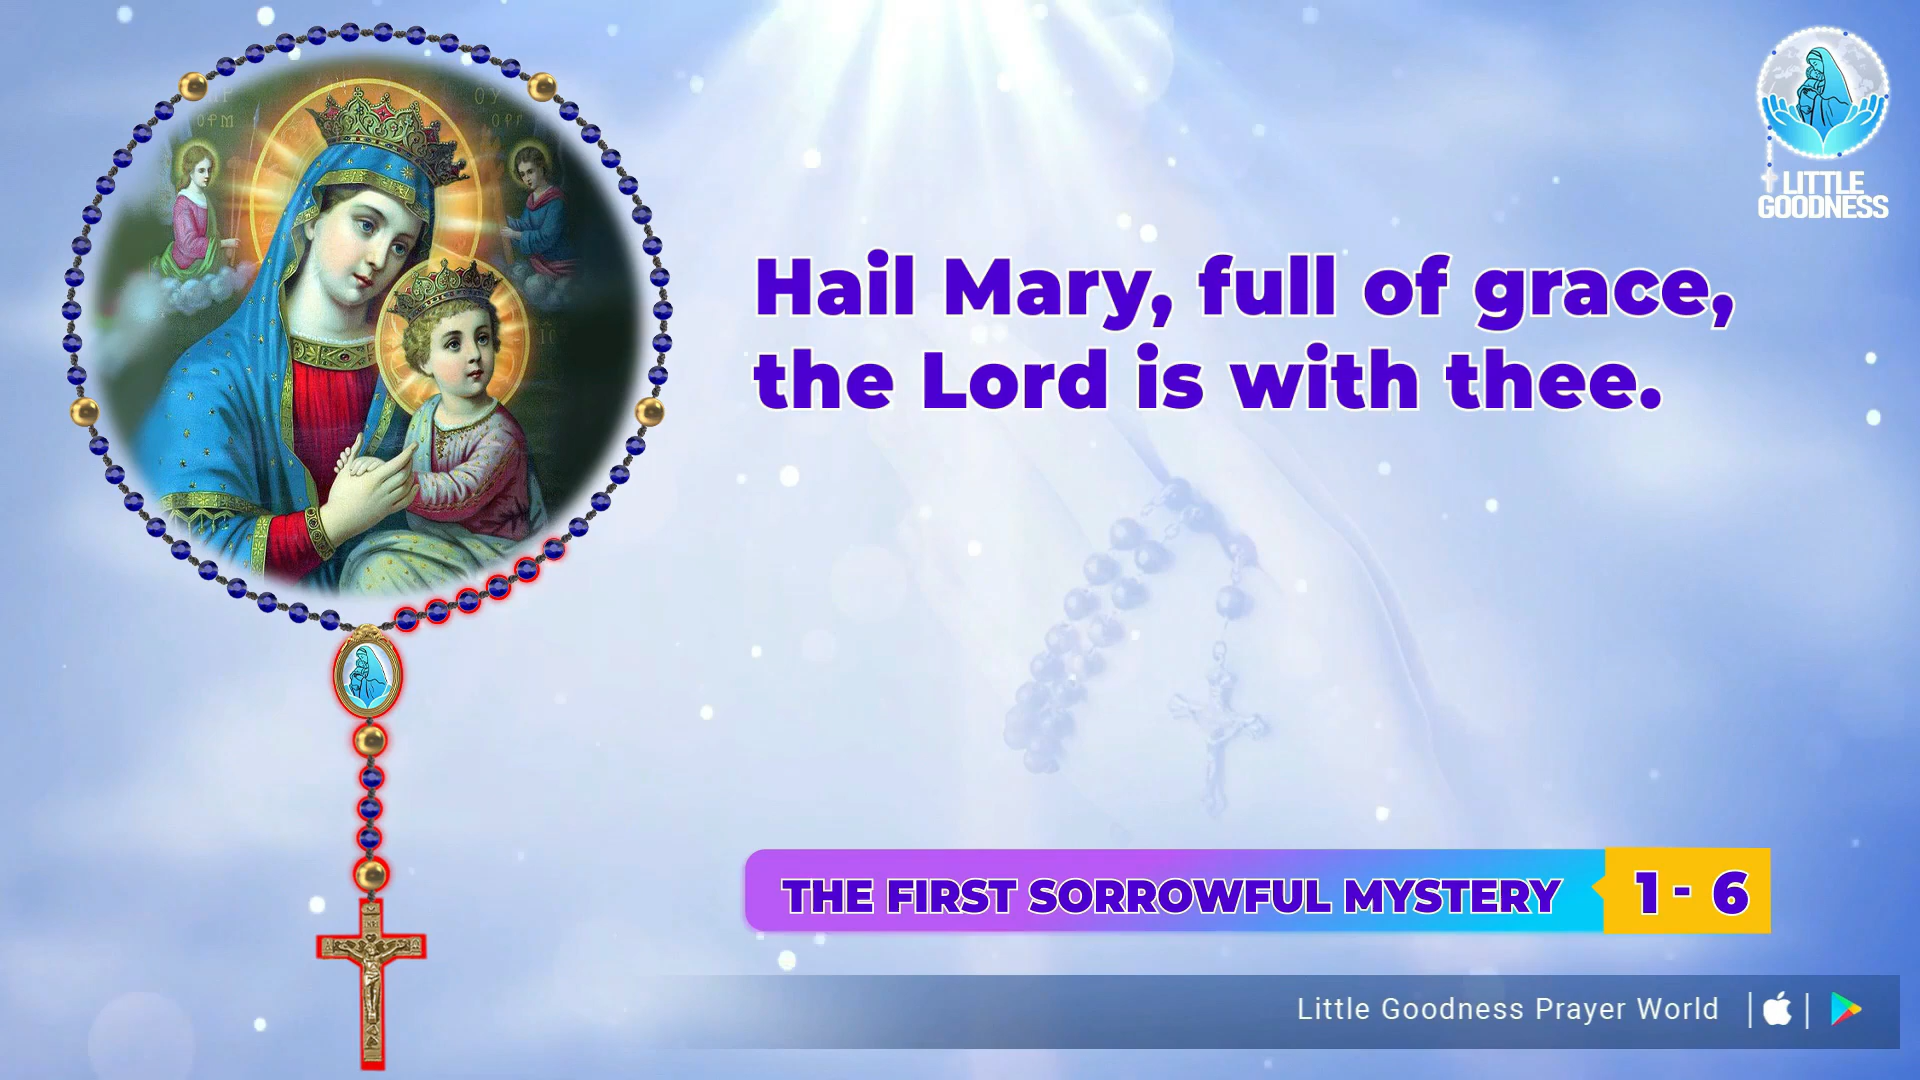 Hail Mary, full of grace,
the Lord is with thee.
LITTLE
GOODNESS
THE FIRST SORROWFUL MYSTERY
1 - 6
Little Goodness Prayer World